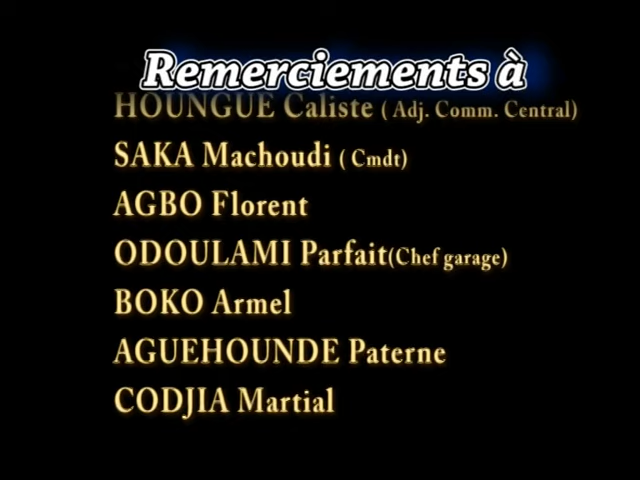 Remerciements à
HOUNGUE Caliste ( Adj. Comm. Central)
SAKA Machoudi ( Cmdt)
AGBO Florent
ODOULAMI Parfait(Chef garage)
BOKO Armel
AGUEHOUNDE Paterne
CODJIA Martial